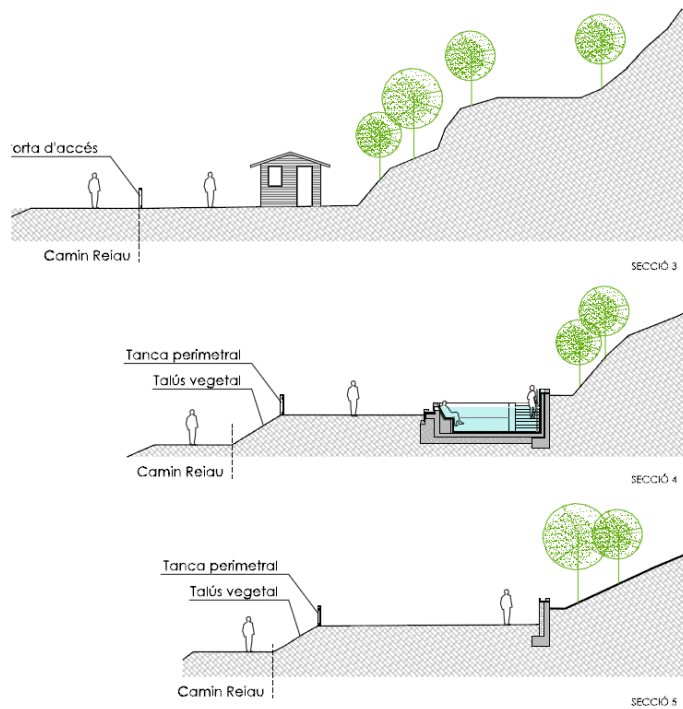 orta d'accés
Camin Reiau
SECCIÓ 3
Tanca perimetral
Talús vegetal
Camin Reiau
SECCIÓ 4
Tanca perimetral
Talús vegetal
Camin Reiau
SECCIÓ 5